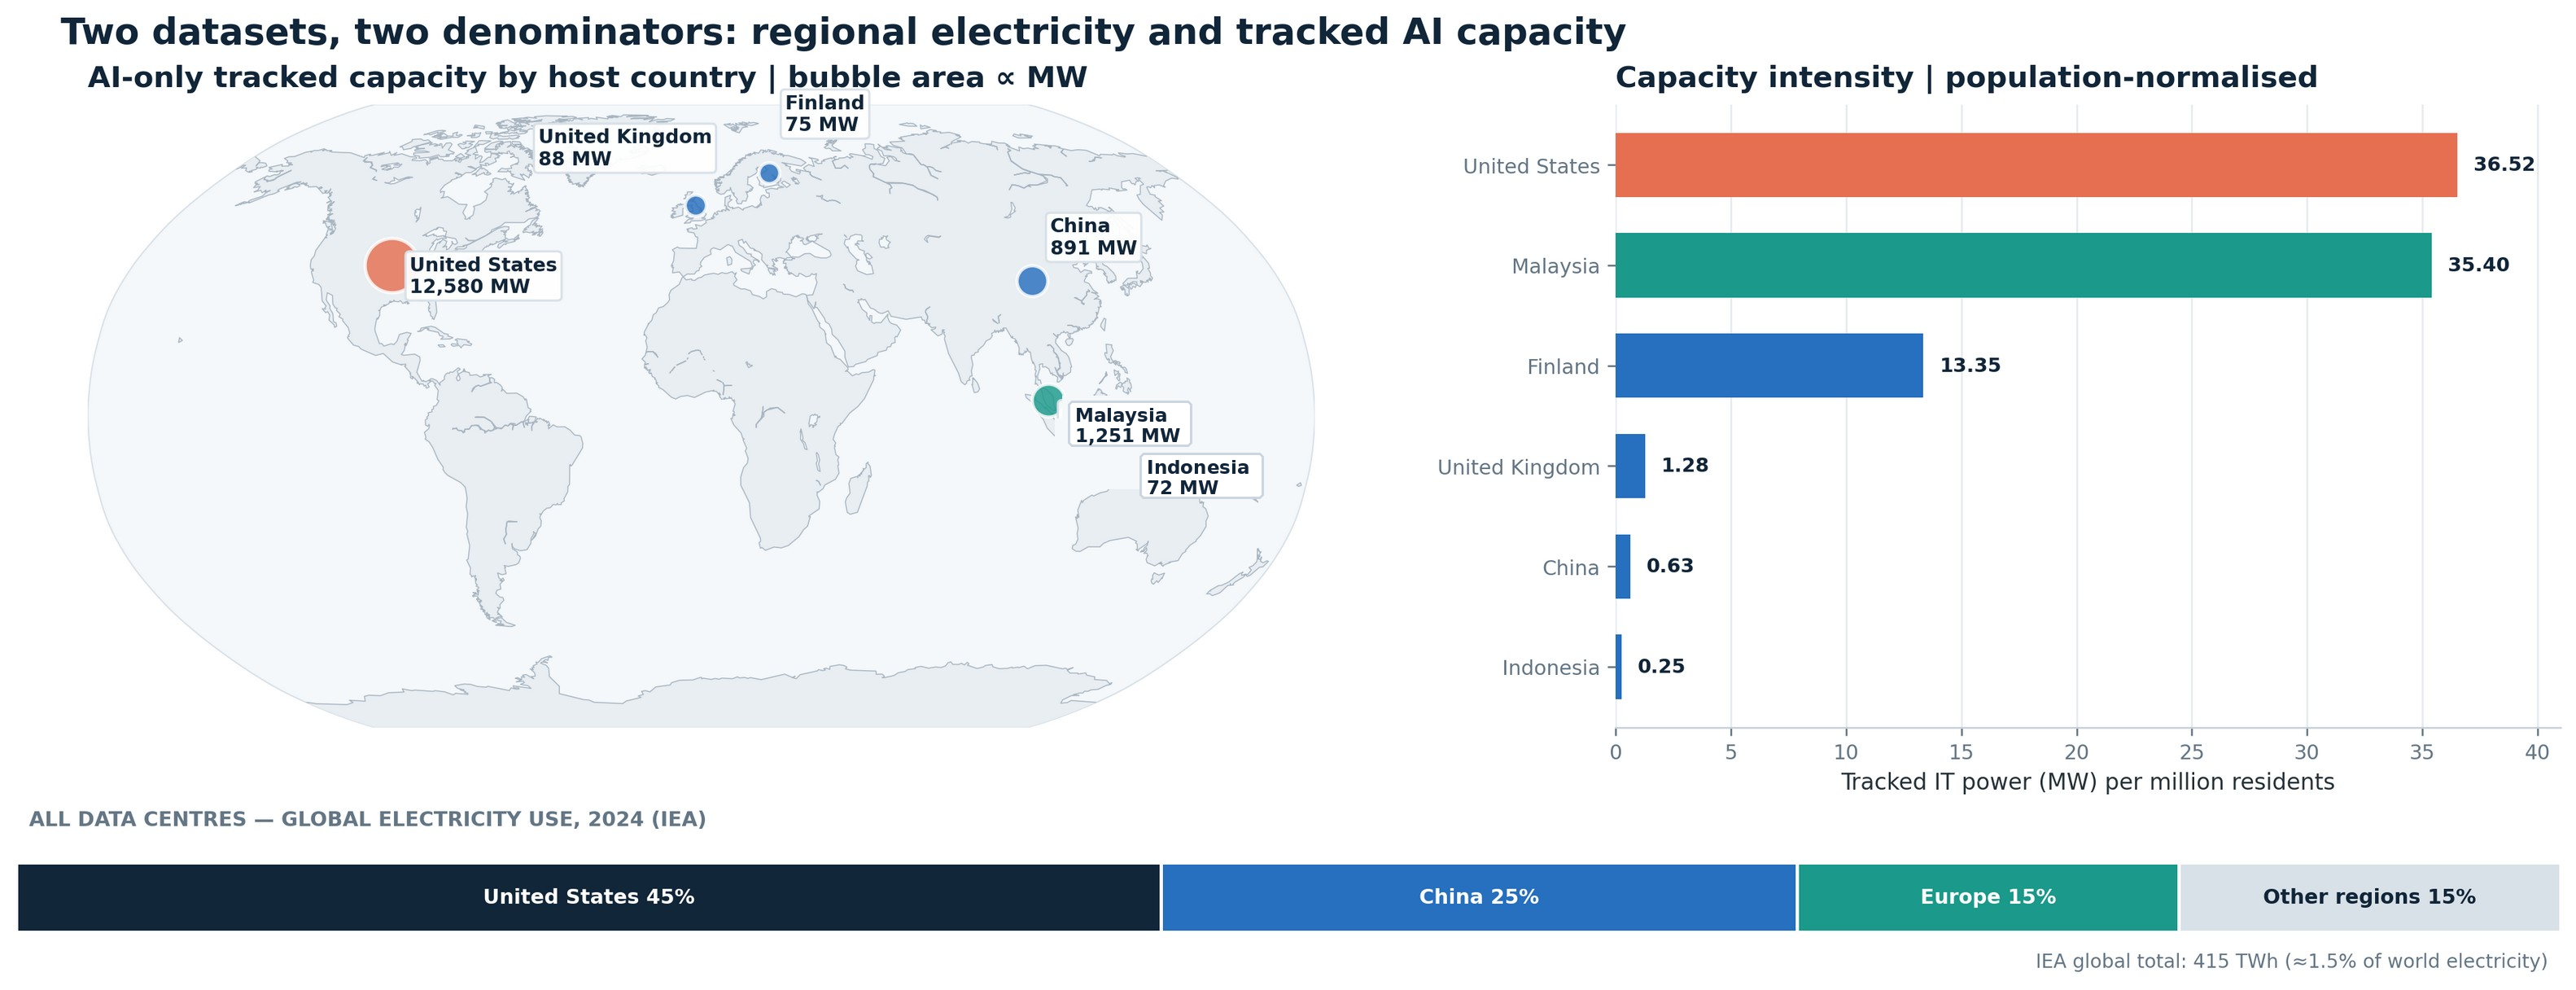 Two datasets, two denominators: regional electricity and tracked AI capacity
AI-only tracked capacity by host country | bubble area ∝ MW
Finland
75 MW
United Kingdom
88 MW
China
891 MW
United States
12,580 MW
Malaysia
1,251 MW
Indonesia
72 MW
Capacity intensity | population-normalised
United States
36.52
Malaysia
35.40
Finland
13.35
United Kingdom
1.28
China
0.63
Indonesia
0.25
0 5 10 15 20 25 30 35 40
Tracked IT power (MW) per million residents
ALL DATA CENTRES — GLOBAL ELECTRICITY USE, 2024 (IEA)
United States 45%
China 25%
Europe 15%
Other regions 15%
IEA global total: 415 TWh (≈1.5% of world electricity)